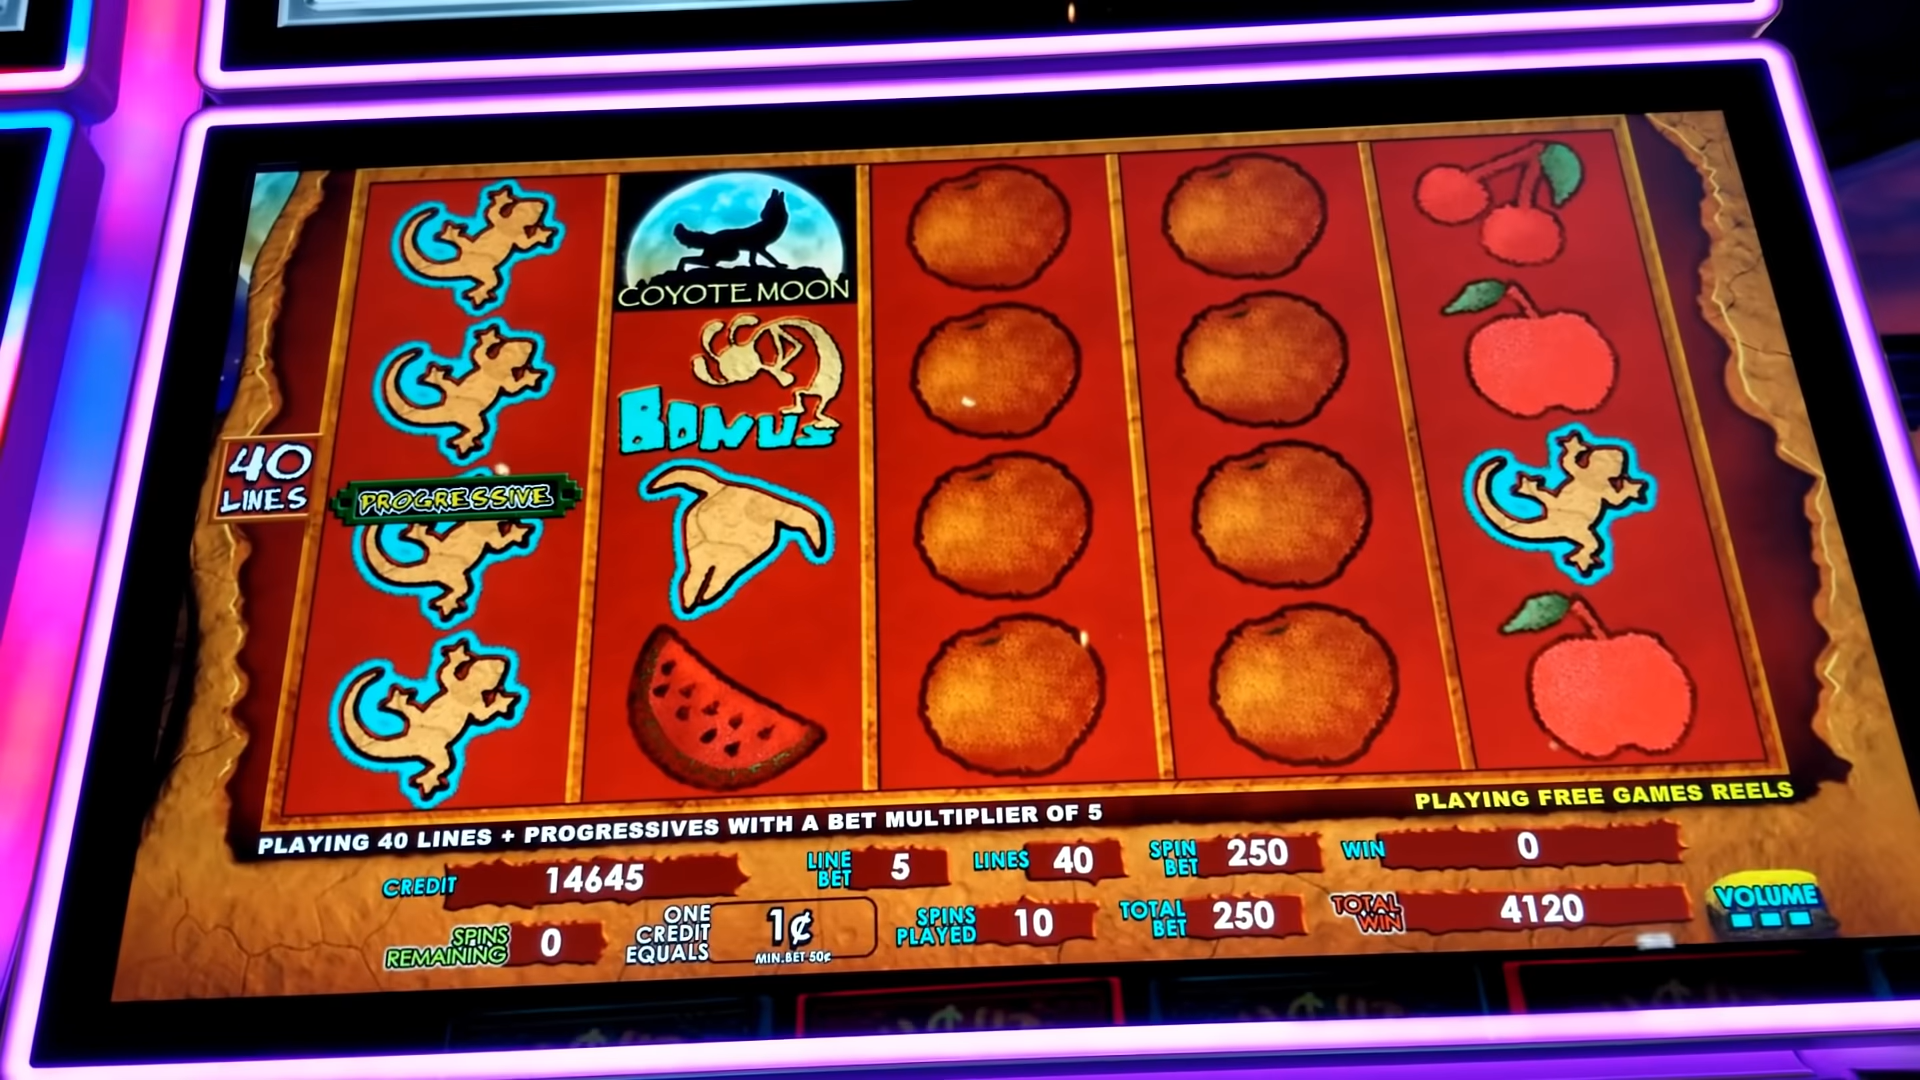 COYOTE MOON
BONUS
40
LINES
PROGRESSIVE
PLAYING 40 LINES + PROGRESSIVES WITH A BET MULTIPLIER OF 5
PLAYING FREE GAMES REELS
CREDIT 14645
LINE BET 5
LINES 40
SPIN BET 250
WIN 0
SPINS REMAINING 0
ONE CREDIT EQUALS 1¢
MIN.BET 50¢
SPINS PLAYED 10
TOTAL BET 250
TOTAL WIN 4120
VOLUME